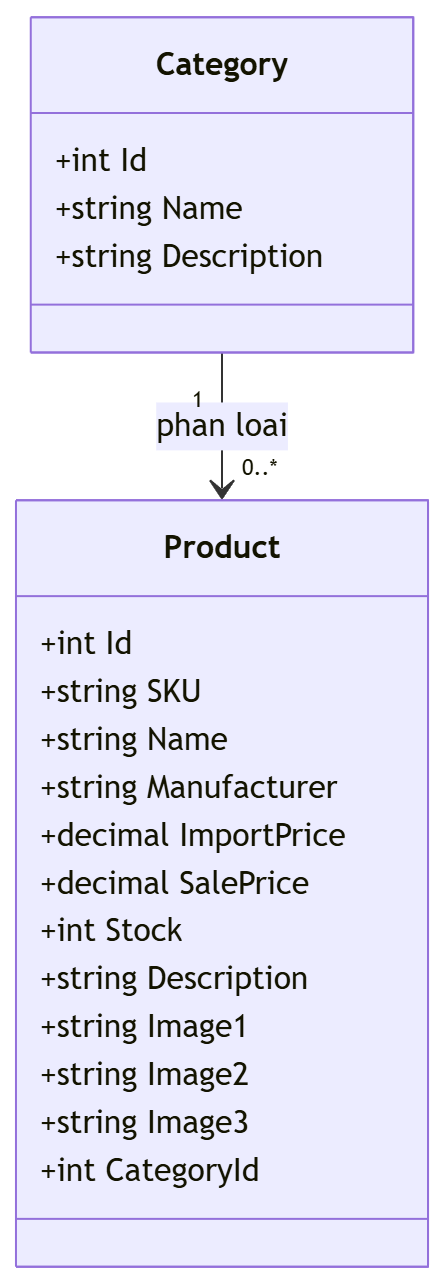 Category
+int Id
+string Name
+string Description
1
phan loai
0..*
Product
+int Id
+string SKU
+string Name
+string Manufacturer
+decimal ImportPrice
+decimal SalePrice
+int Stock
+string Description
+string Image1
+string Image2
+string Image3
+int CategoryId